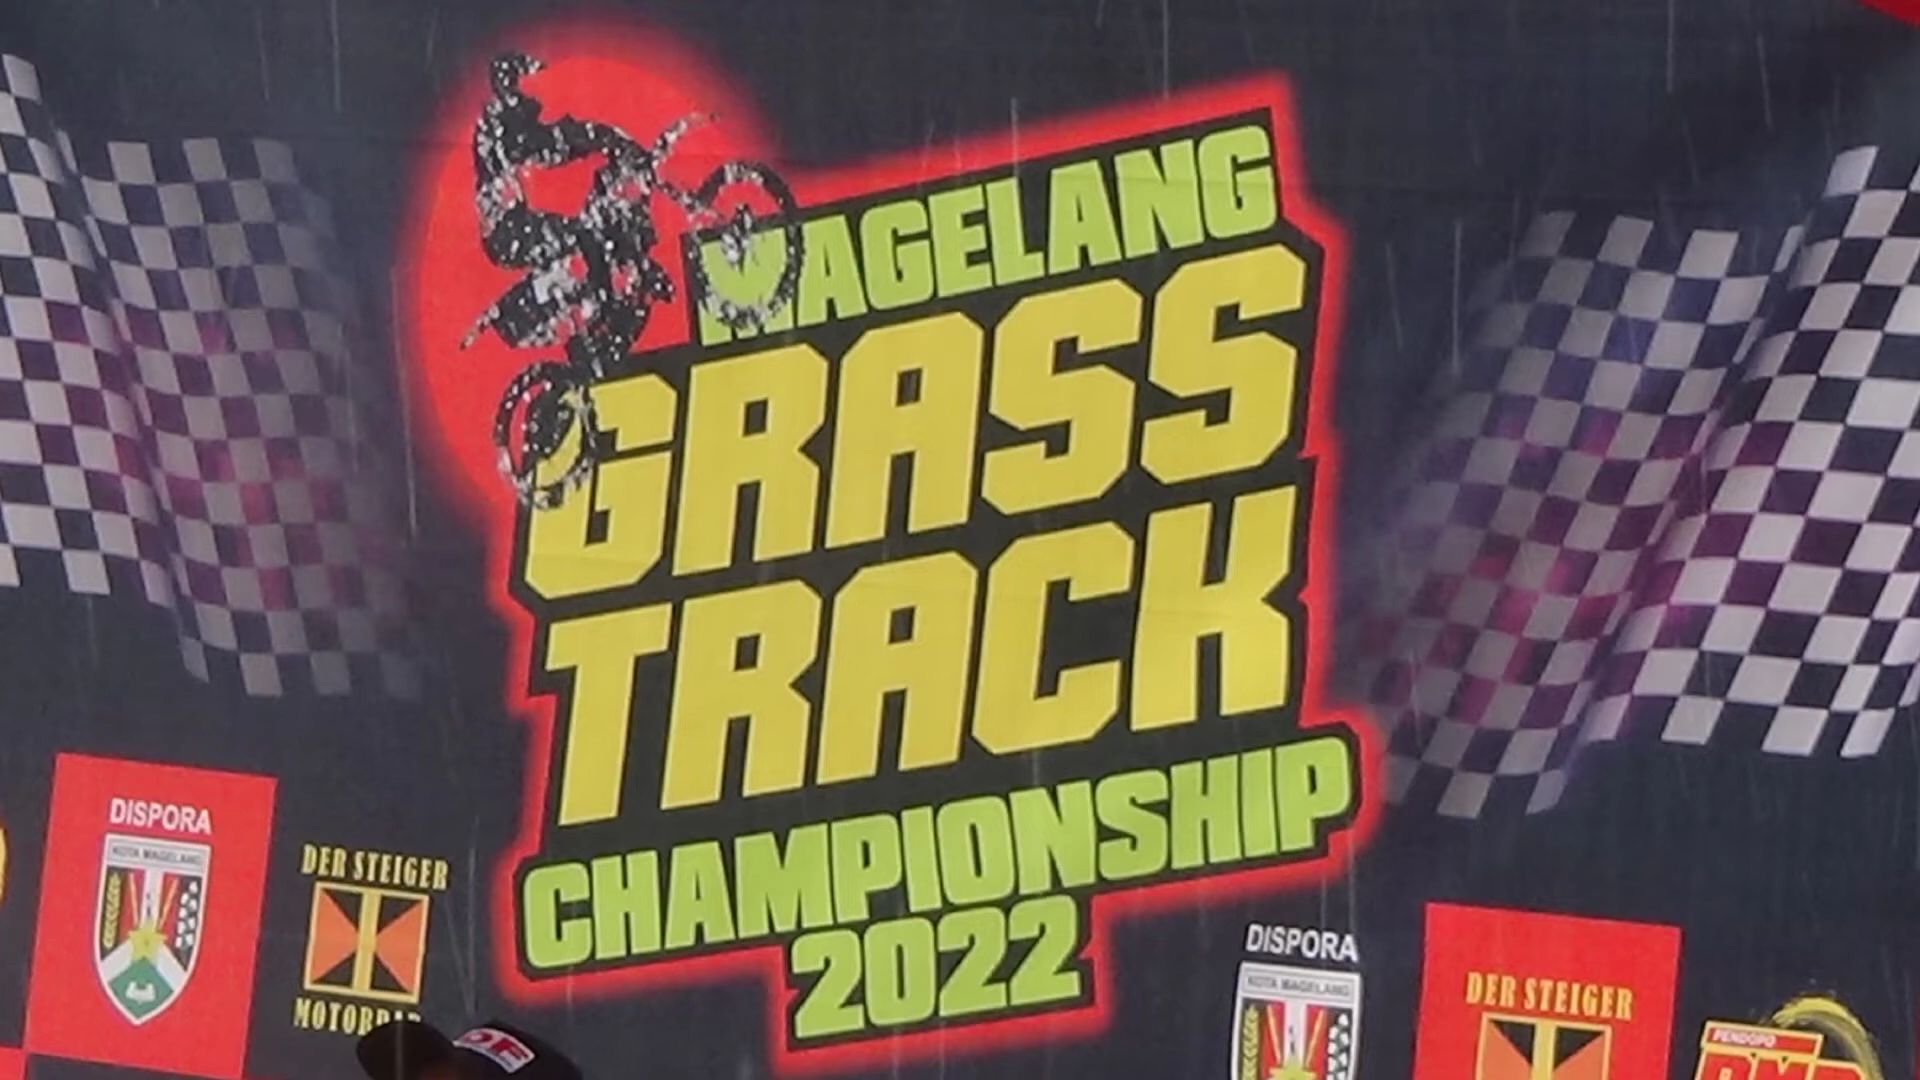 MAGELANG
GRASS
TRACK
CHAMPIONSHIP
2022
DISPORA
KOTA MAGELANG
DER STEIGER
MOTORRAD
DISPORA
KOTA MAGELANG
DER STEIGER
PENDOPO